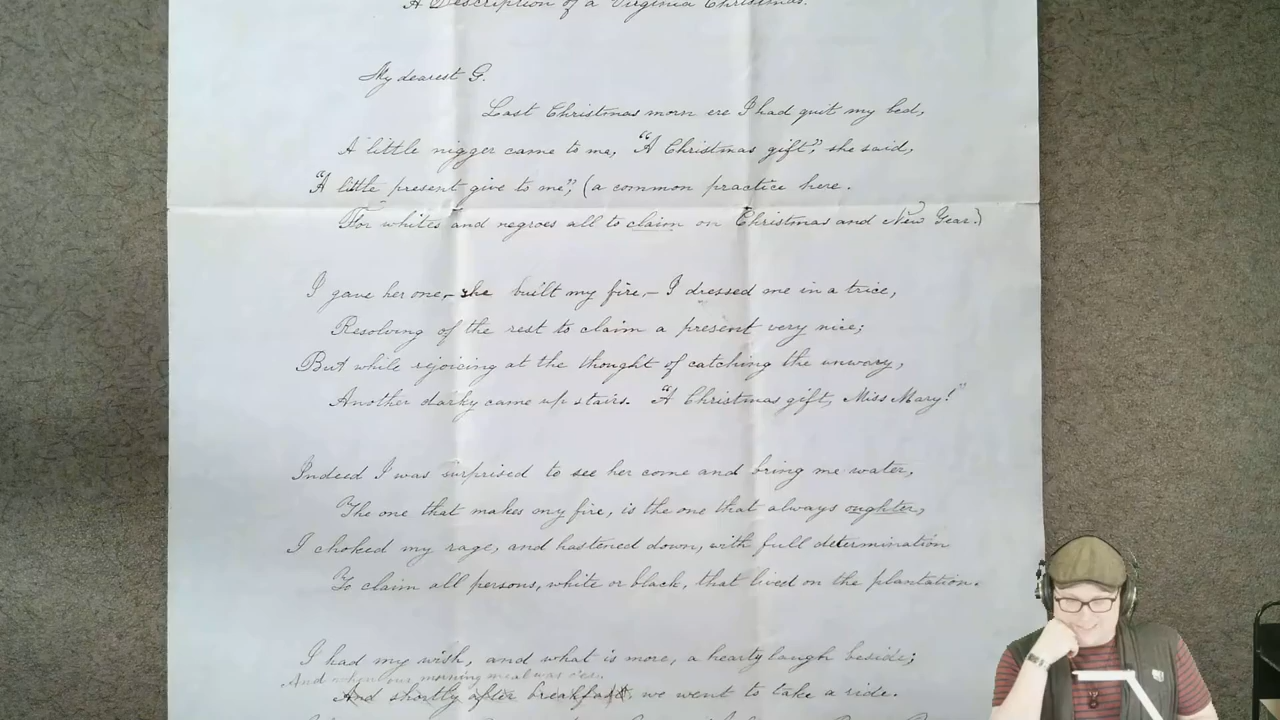 A Description of a Virginia Christmas.
My dearest G.
Last Christmas morn ere I had quit my bed,
A little nigger came to me, "A Christmas gift", she said,
"A little present give to me", (a common practice here.
For whites and negroes all to claim on Christmas and New Year.)
I gave her one,– she built my fire,– I dressed me in a trice,
Resolving of the rest to claim a present very nice;
But while rejoicing at the thought of catching the unwary,
Another darky came up stairs. "A Christmas gift, Miss Mary!"
Indeed I was surprised to see her come and bring me water,
The one that makes my fire, is the one that always oughter,
I choked my rage, and hastened down, with full determination
To claim all persons, white or black, that lived on the plantation.
I had my wish, and what is more, a hearty laugh beside;
And when our morning meal was
And shortly after breakfast we went to take a ride.